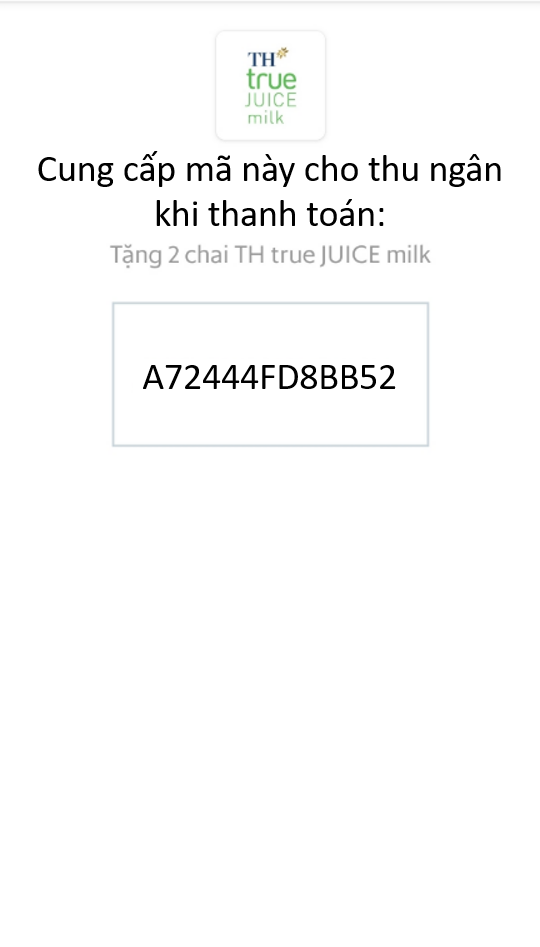 TH
true
JUICE
milk
Cung cấp mã này cho thu ngân
khi thanh toán:
Tặng 2 chai TH true JUICE milk
A72444FD8BB52